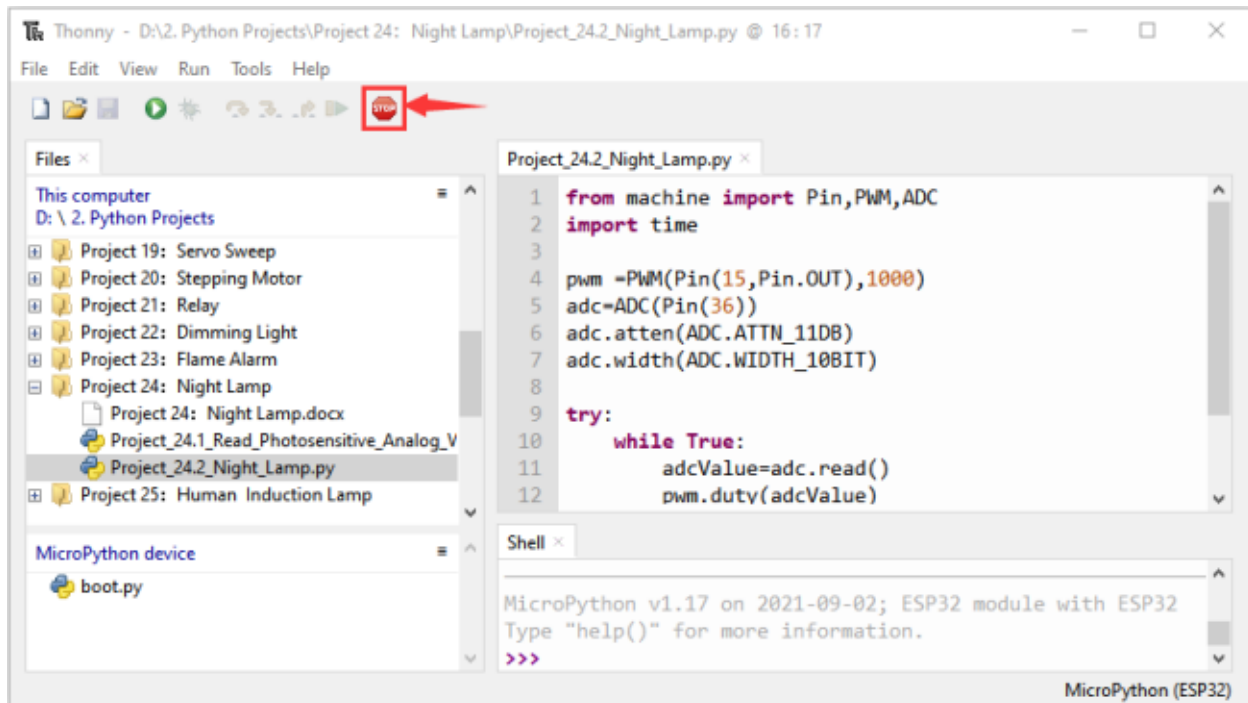 Thonny - D:\2. Python Projects\Project 24: Night Lamp\Project_24.2_Night_Lamp.py @ 16:17
File Edit View Run Tools Help
STOP
Files
This computer
D: \ 2. Python Projects
Project 19: Servo Sweep
Project 20: Stepping Motor
Project 21: Relay
Project 22: Dimming Light
Project 23: Flame Alarm
Project 24: Night Lamp
Project 24: Night Lamp.docx
Project_24.1_Read_Photosensitive_Analog_V
Project_24.2_Night_Lamp.py
Project 25: Human Induction Lamp
MicroPython device
boot.py
Project_24.2_Night_Lamp.py
1 from machine import Pin,PWM,ADC
2 import time
3
4 pwm =PWM(Pin(15,Pin.OUT),1000)
5 adc=ADC(Pin(36))
6 adc.atten(ADC.ATTN_11DB)
7 adc.width(ADC.WIDTH_10BIT)
8
9 try:
10     while True:
11         adcValue=adc.read()
12         pwm.duty(adcValue)
Shell
MicroPython v1.17 on 2021-09-02; ESP32 module with ESP32
Type "help()" for more information.
>>>
MicroPython (ESP32)